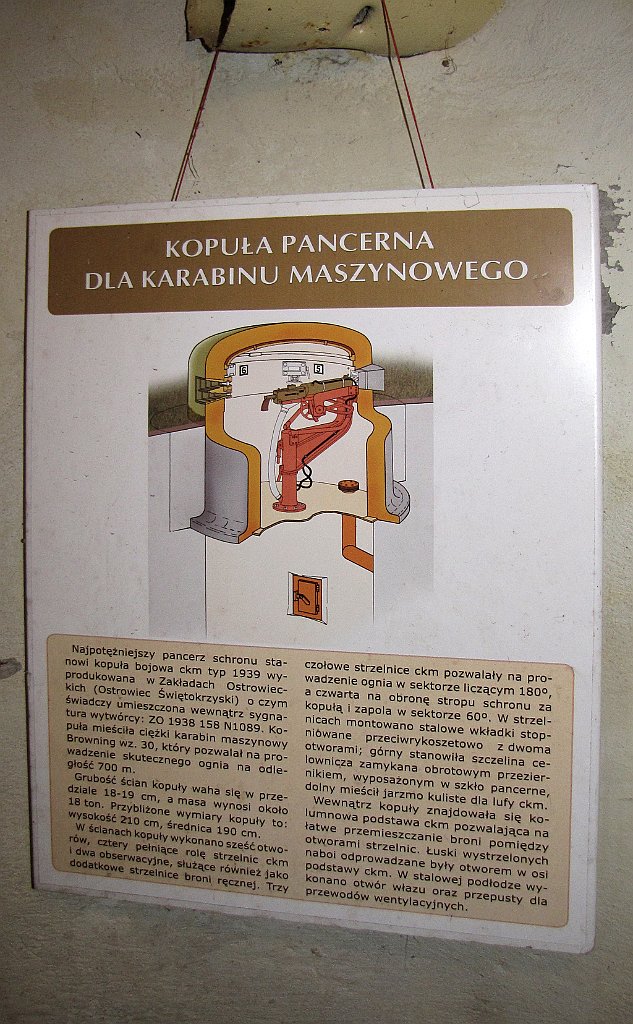 KOPUŁA PANCERNA
DLA KARABINU MASZYNOWEGO
6
5
Najpotężniejszy pancerz schronu sta-
nowi kopuła bojowa ckm typ 1939 wy-
produkowana w Zakładach Ostrowiec-
kich (Ostrowiec Świętokrzyski) o czym
świadczy umieszczona wewnątrz sygna-
tura wytwórcy: ZO 1938 158 N1089. Ko-
puła mieściła ciężki karabin maszynowy
Browning wz. 30, który pozwalał na pro-
wadzenie skutecznego ognia na odle-
głość 700 m.
Grubość ścian kopuły waha się w prze-
dziale 18-19 cm, a masa wynosi około
18 ton. Przybliżone wymiary kopuły to:
wysokość 210 cm, średnica 190 cm.
W ścianach kopuły wykonano sześć otwo-
rów, cztery pełniące rolę strzelnic ckm
i dwa obserwacyjne, służące również jako
dodatkowe strzelnice broni ręcznej. Trzy
czołowe strzelnice ckm pozwalały na pro-
wadzenie ognia w sektorze liczącym 180º,
a czwarta na obronę stropu schronu za
kopułą i zapola w sektorze 60º. W strzel-
nicach montowano stalowe wkładki stop-
niowane przeciwrykoszetowo z dwoma
otworami; górny stanowiła szczelina ce-
lownicza zamykana obrotowym przezier-
nikiem, wyposażonym w szkło pancerne,
dolny mieścił jarzmo kuliste dla lufy ckm.
Wewnątrz kopuły znajdowała się ko-
lumnowa podstawa ckm pozwalająca na
łatwe przemieszczanie broni pomiędzy
otworami strzelnic. Łuski wystrzelonych
naboi odprowadzane były otworem w osi
podstawy ckm. W stalowej podłodze wy-
konano otwór włazu oraz przepusty dla
przewodów wentylacyjnych.